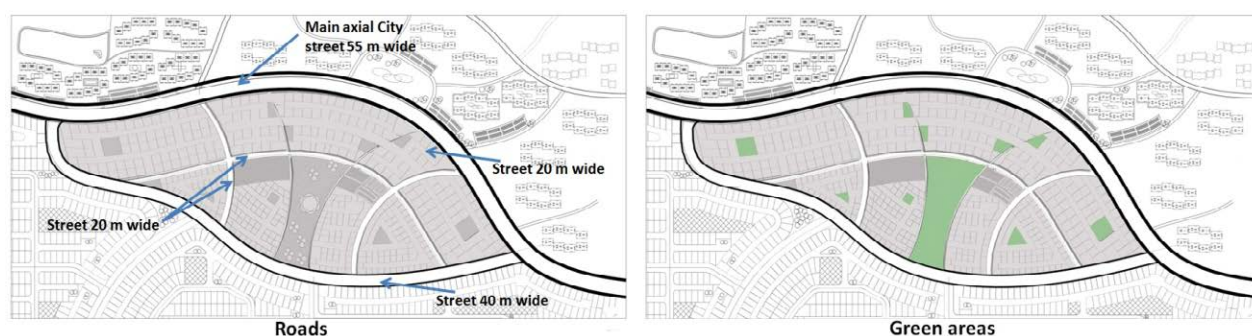 Main axial City
street 55 m wide
Street 20 m wide
Street 20 m wide
Street 40 m wide
Roads
Green areas